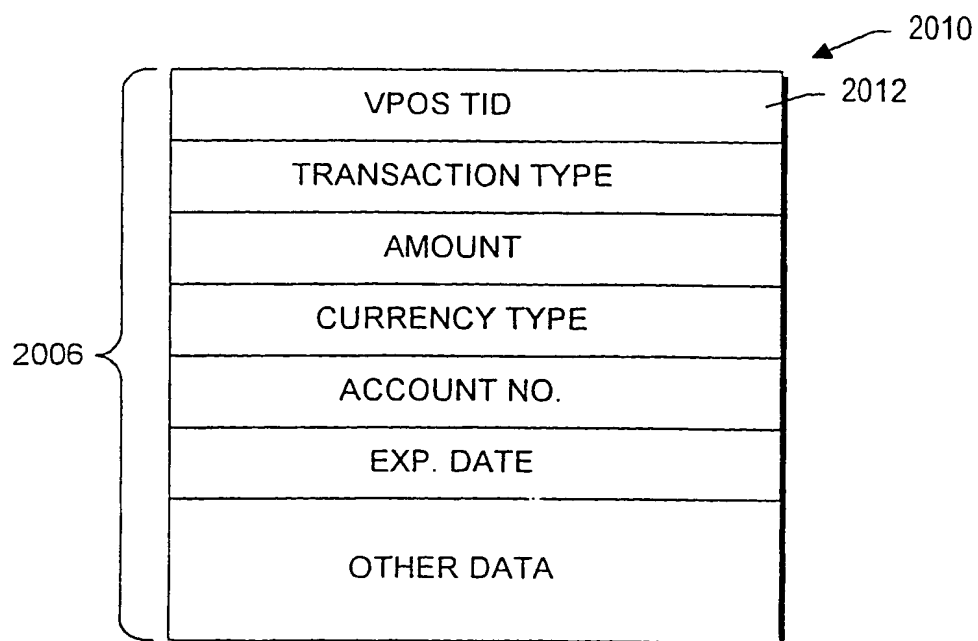 2010
VPOS TID
2012
TRANSACTION TYPE
AMOUNT
CURRENCY TYPE
2006
ACCOUNT NO.
EXP. DATE
OTHER DATA